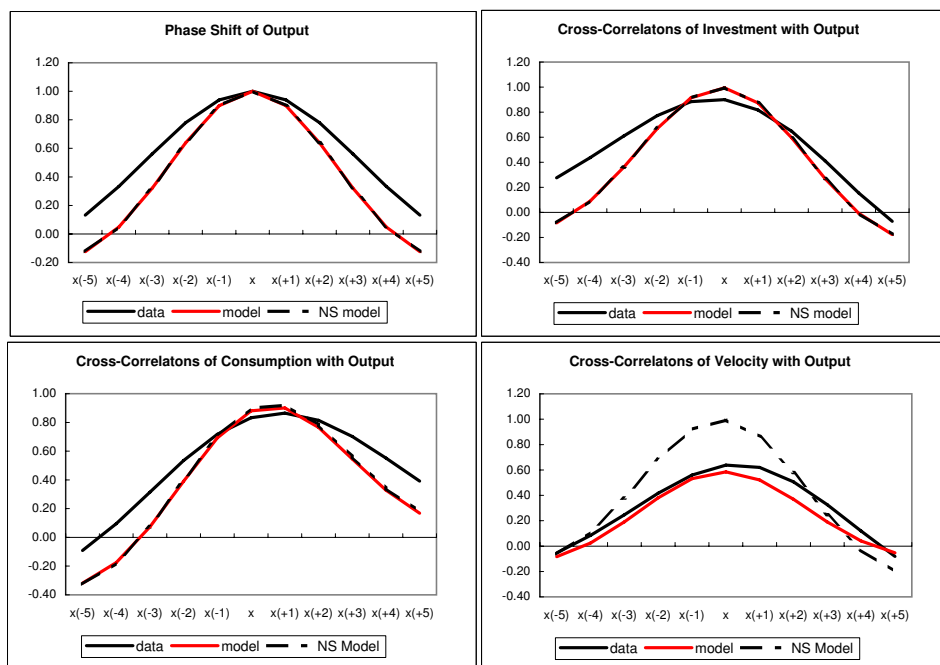 Phase Shift of Output
1.20
1.00
0.80
0.60
0.40
0.20
0.00
-0.20
x(-5) x(-4) x(-3) x(-2) x(-1) x x(+1) x(+2) x(+3) x(+4) x(+5)
data model NS model
Cross-Correlatons of Investment with Output
1.20
1.00
0.80
0.60
0.40
0.20
0.00
-0.20
-0.40
x(-5) x(-4) x(-3) x(-2) x(-1) x x(+1) x(+2) x(+3) x(+4) x(+5)
data model NS model
Cross-Correlatons of Consumption with Output
1.00
0.80
0.60
0.40
0.20
0.00
-0.20
-0.40
x(-5) x(-4) x(-3) x(-2) x(-1) x x(+1) x(+2) x(+3) x(+4) x(+5)
data model NS Model
Cross-Correlatons of Velocity with Output
1.20
1.00
0.80
0.60
0.40
0.20
0.00
-0.20
-0.40
x(-5) x(-4) x(-3) x(-2) x(-1) x x(+1) x(+2) x(+3) x(+4) x(+5)
data model NS Model